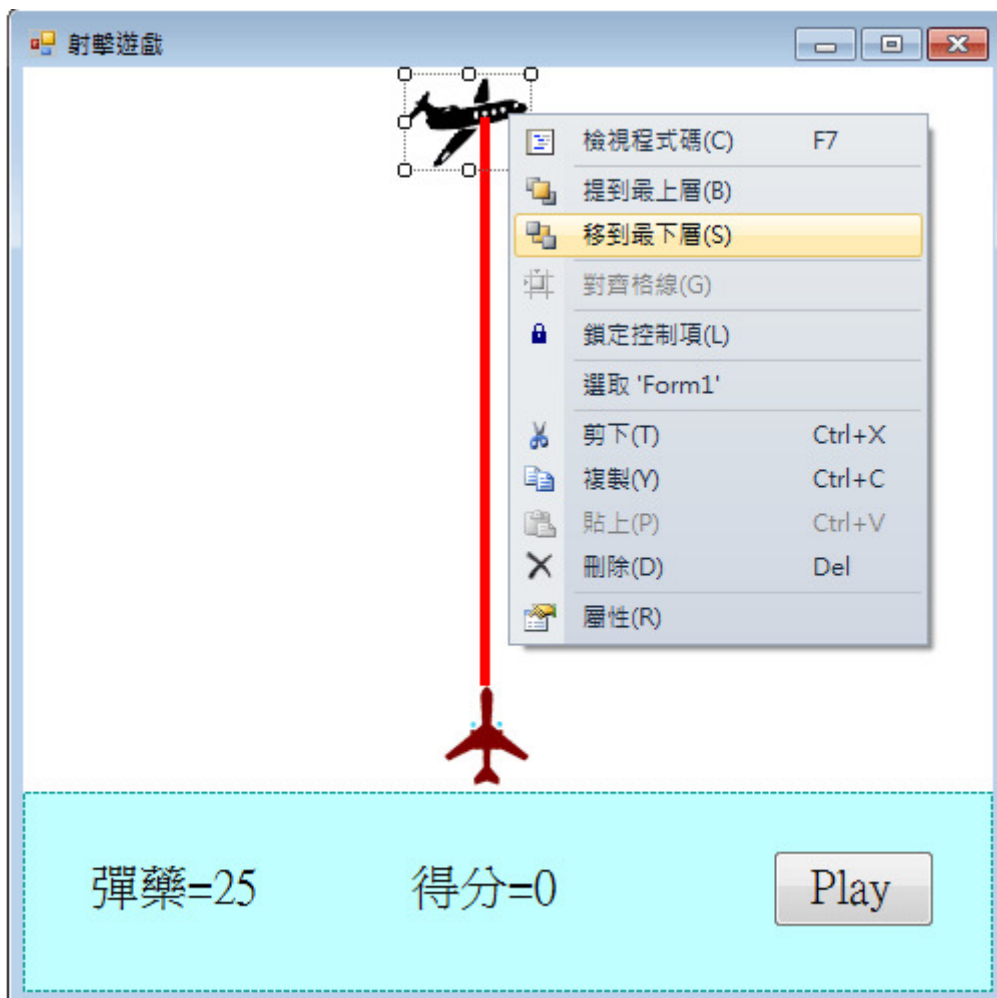 射擊遊戲
檢視程式碼(C) F7
提到最上層(B)
移到最下層(S)
對齊格線(G)
鎖定控制項(L)
選取 'Form1'
剪下(T) Ctrl+X
複製(Y) Ctrl+C
貼上(P) Ctrl+V
刪除(D) Del
屬性(R)
彈藥=25 得分=0 Play